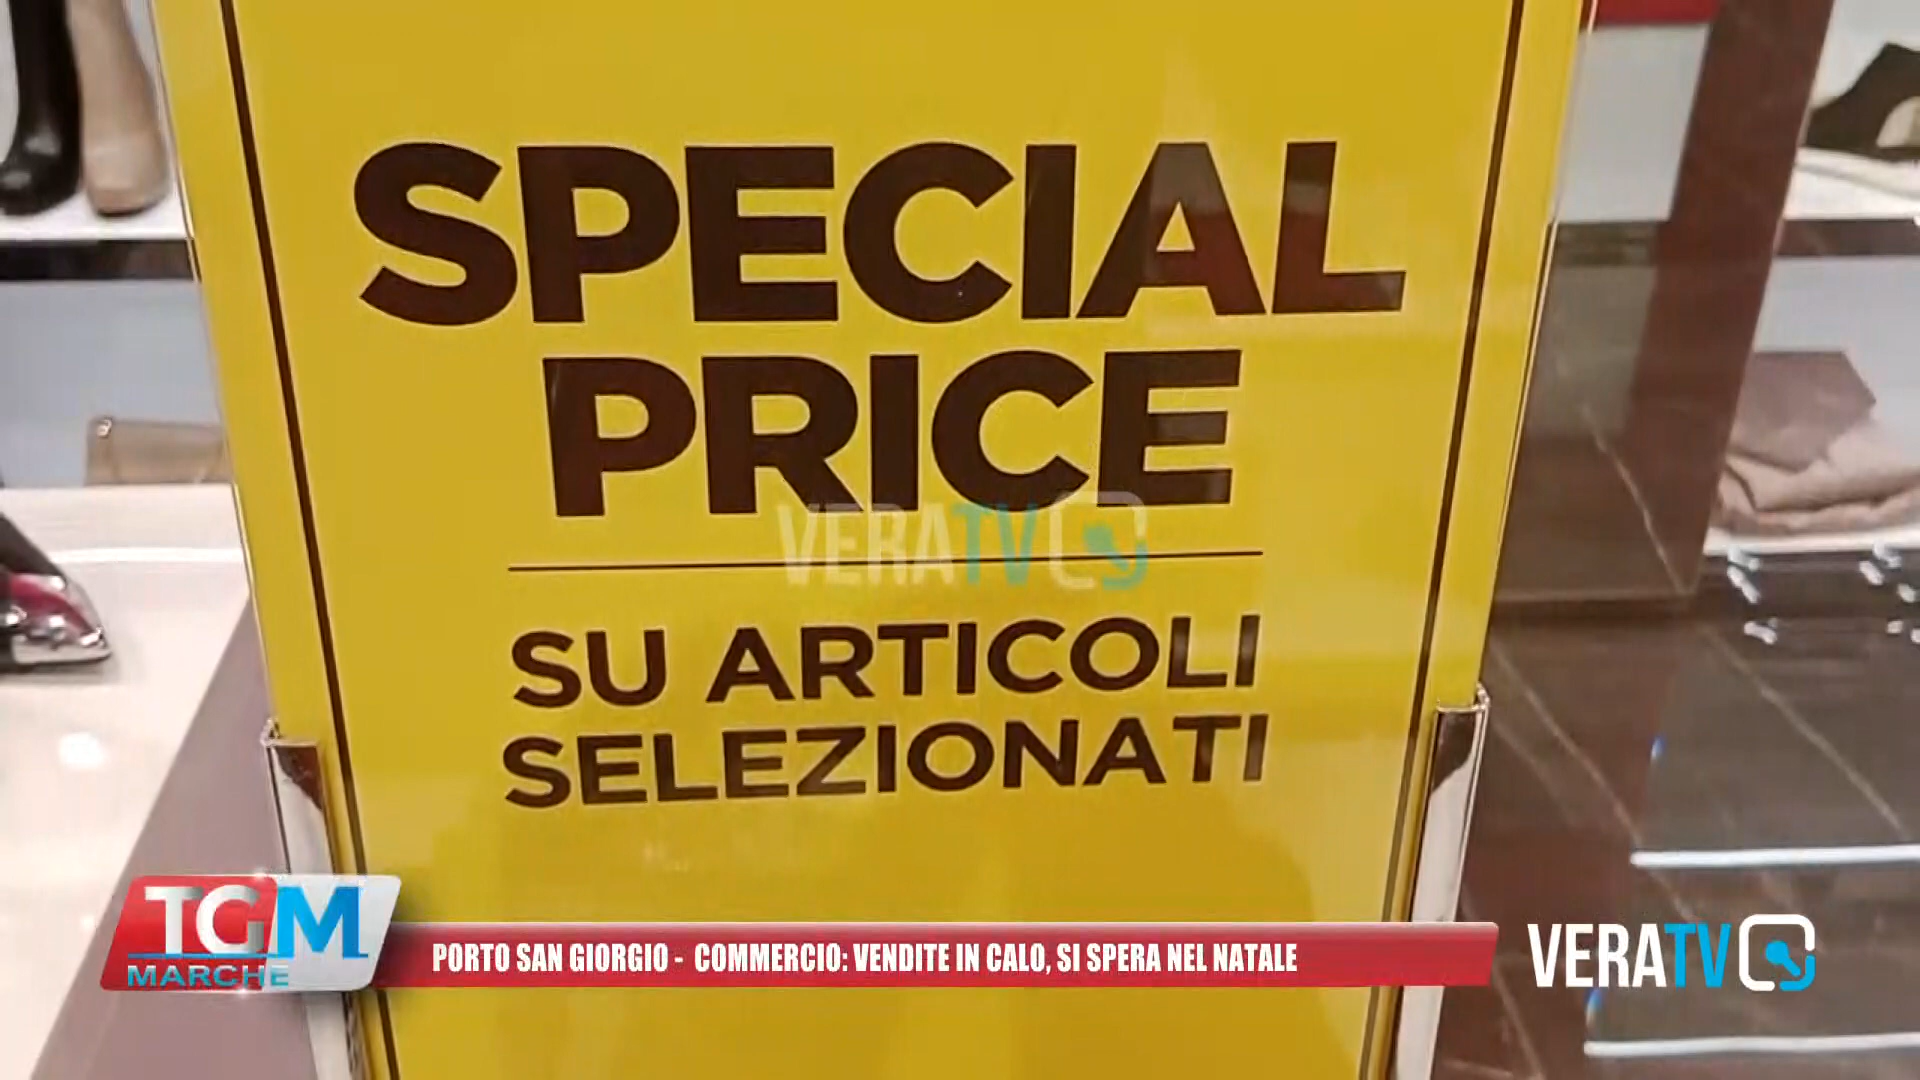 SPECIAL
PRICE
VERATV
SU ARTICOLI
SELEZIONATI
TGM
MARCHE
PORTO SAN GIORGIO - COMMERCIO: VENDITE IN CALO, SI SPERA NEL NATALE
VERATV